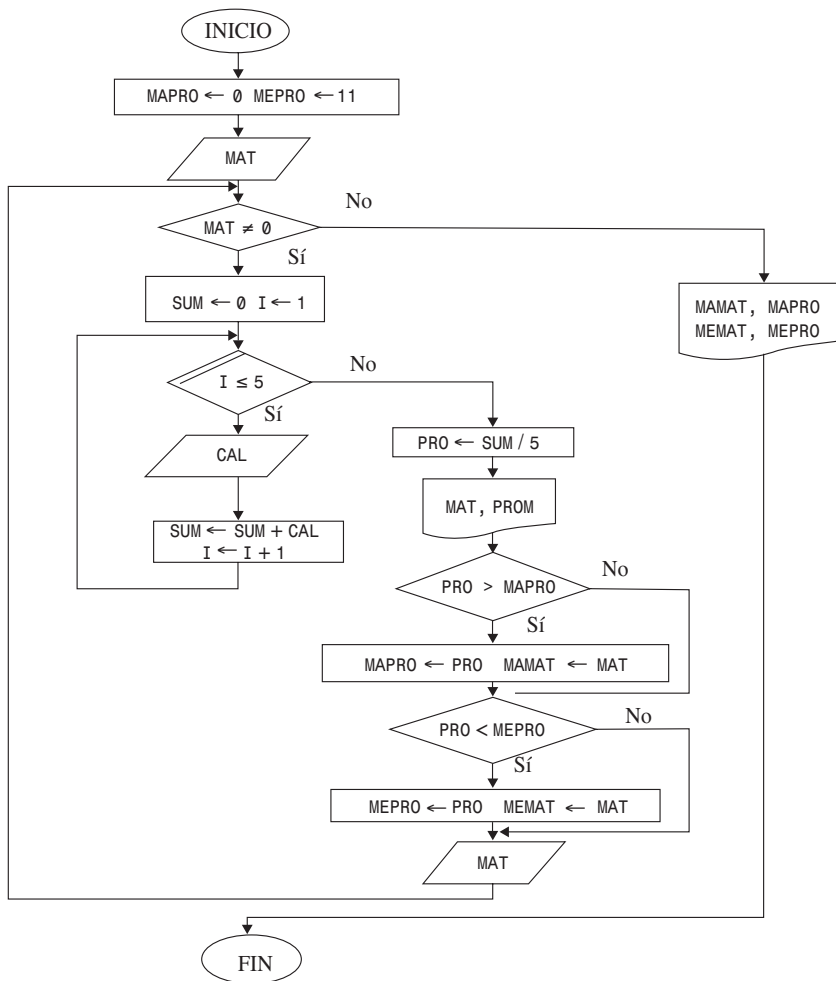 INICIO
MAPRO ← 0 MEPRO ← 11
MAT
MAT ≠ 0
No
Sí
SUM ← 0 I ← 1
MAMAT, MAPRO
MEMAT, MEPRO
I ≤ 5
No
Sí
CAL
SUM ← SUM + CAL
I ← I + 1
PRO ← SUM / 5
MAT, PROM
PRO > MAPRO
No
Sí
MAPRO ← PRO MAMAT ← MAT
PRO < MEPRO
No
Sí
MEPRO ← PRO MEMAT ← MAT
MAT
FIN